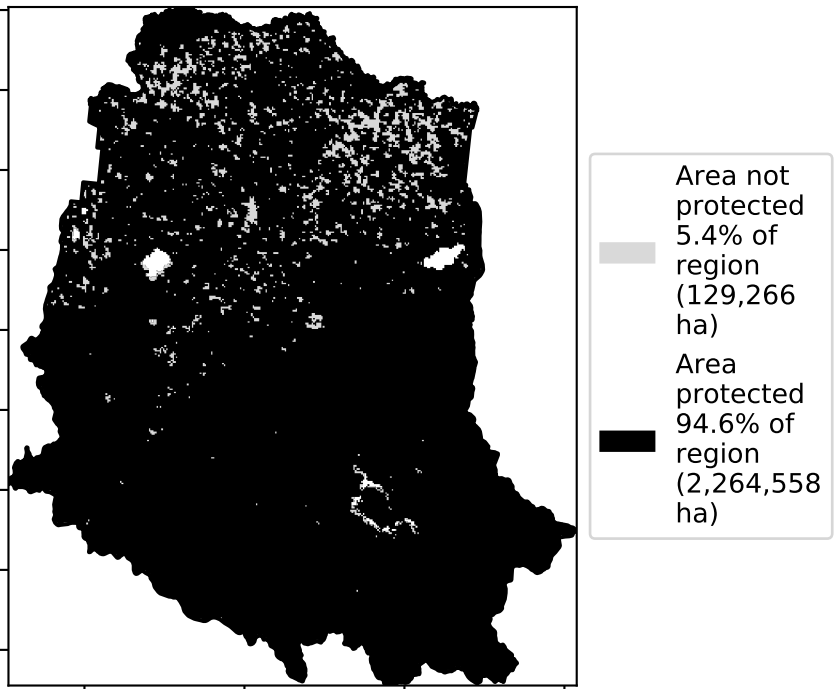 Area not
protected
5.4% of
region
(129,266
ha)
Area
protected
94.6% of
region
(2,264,558
ha)